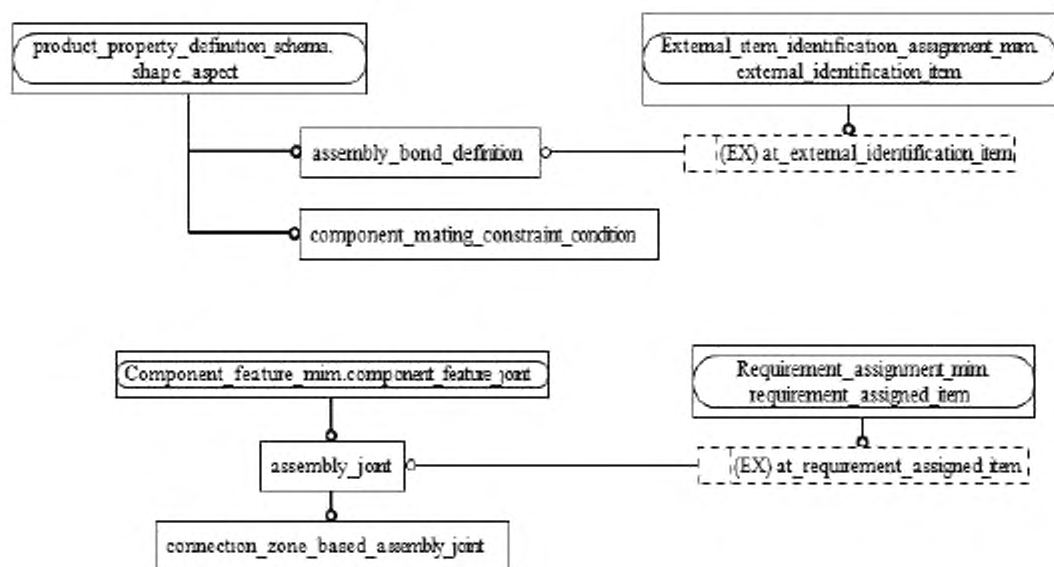 product_property_definition_schema.
shape_aspect
External_item_identification_assignment_mim.
external_identification_item
assembly_bond_definition
(EX) at_external_identification_item
component_mating_constraint_condition
Component_feature_mim.component_feature_joint
Requirement_assignment_mim.
requirement_assigned_item
assembly_joint
(EX) at_requirement_assigned_item
connection_zone_based_assembly_joint